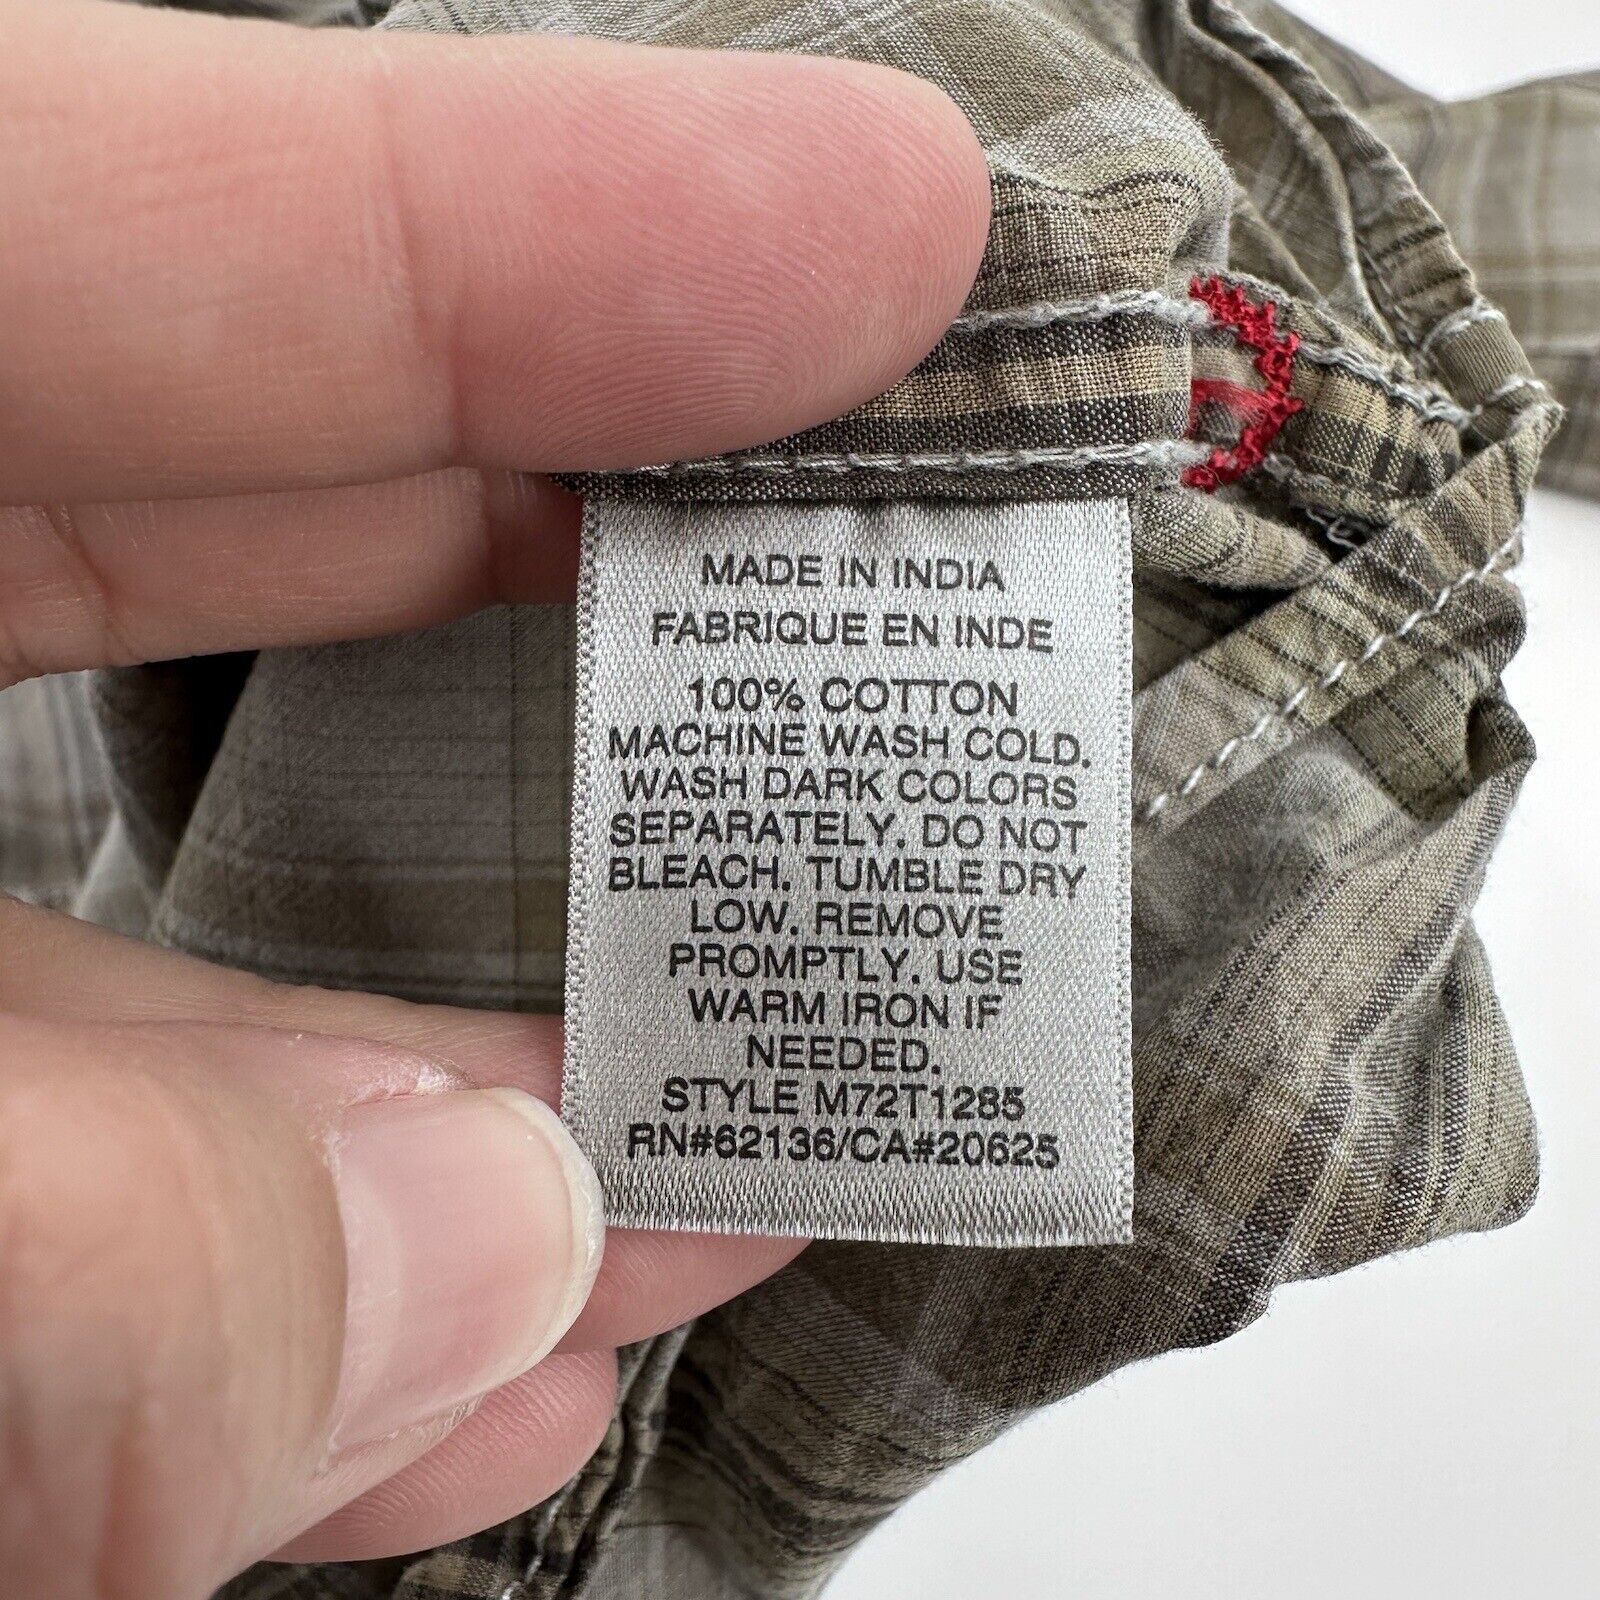 MADE IN INDIA
FABRIQUE EN INDE
100% COTTON
MACHINE WASH COLD.
WASH DARK COLORS
SEPARATELY. DO NOT
BLEACH. TUMBLE DRY
LOW. REMOVE
PROMPTLY. USE
WARM IRON IF
NEEDED.
STYLE M72T1285
RN#62136/CA#20625